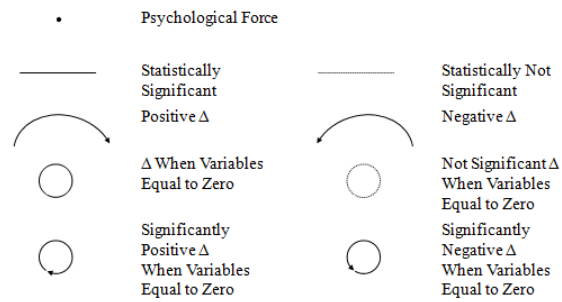 Psychological Force
Statistically
Significant
Statistically Not
Significant
Positive Δ
Negative Δ
Δ When Variables
Equal to Zero
Not Significant Δ
When Variables
Equal to Zero
Significantly
Positive Δ
When Variables
Equal to Zero
Significantly
Negative Δ
When Variables
Equal to Zero